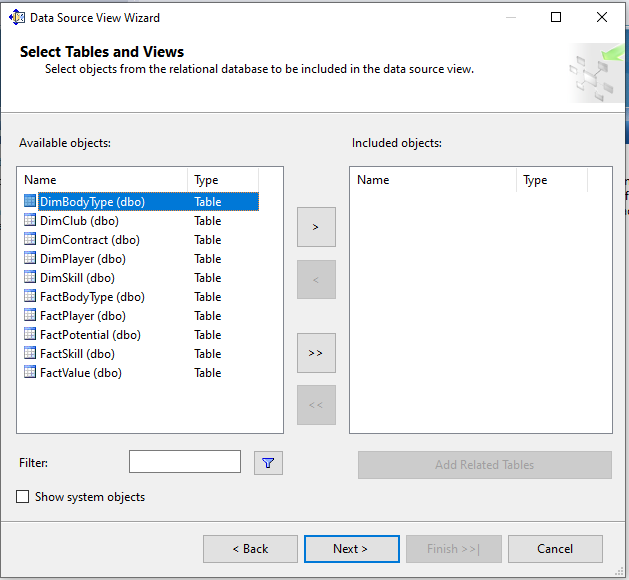 Data Source View Wizard
Select Tables and Views
Select objects from the relational database to be included in the data source view.
Available objects:
Included objects:
Name Type
Name Type
DimBodyType (dbo) Table
DimClub (dbo) Table
DimContract (dbo) Table
DimPlayer (dbo) Table
DimSkill (dbo) Table
FactBodyType (dbo) Table
FactPlayer (dbo) Table
FactPotential (dbo) Table
FactSkill (dbo) Table
FactValue (dbo) Table
>
<
>>
<<
Filter:
Add Related Tables
Show system objects
< Back
Next >
Finish >>|
Cancel